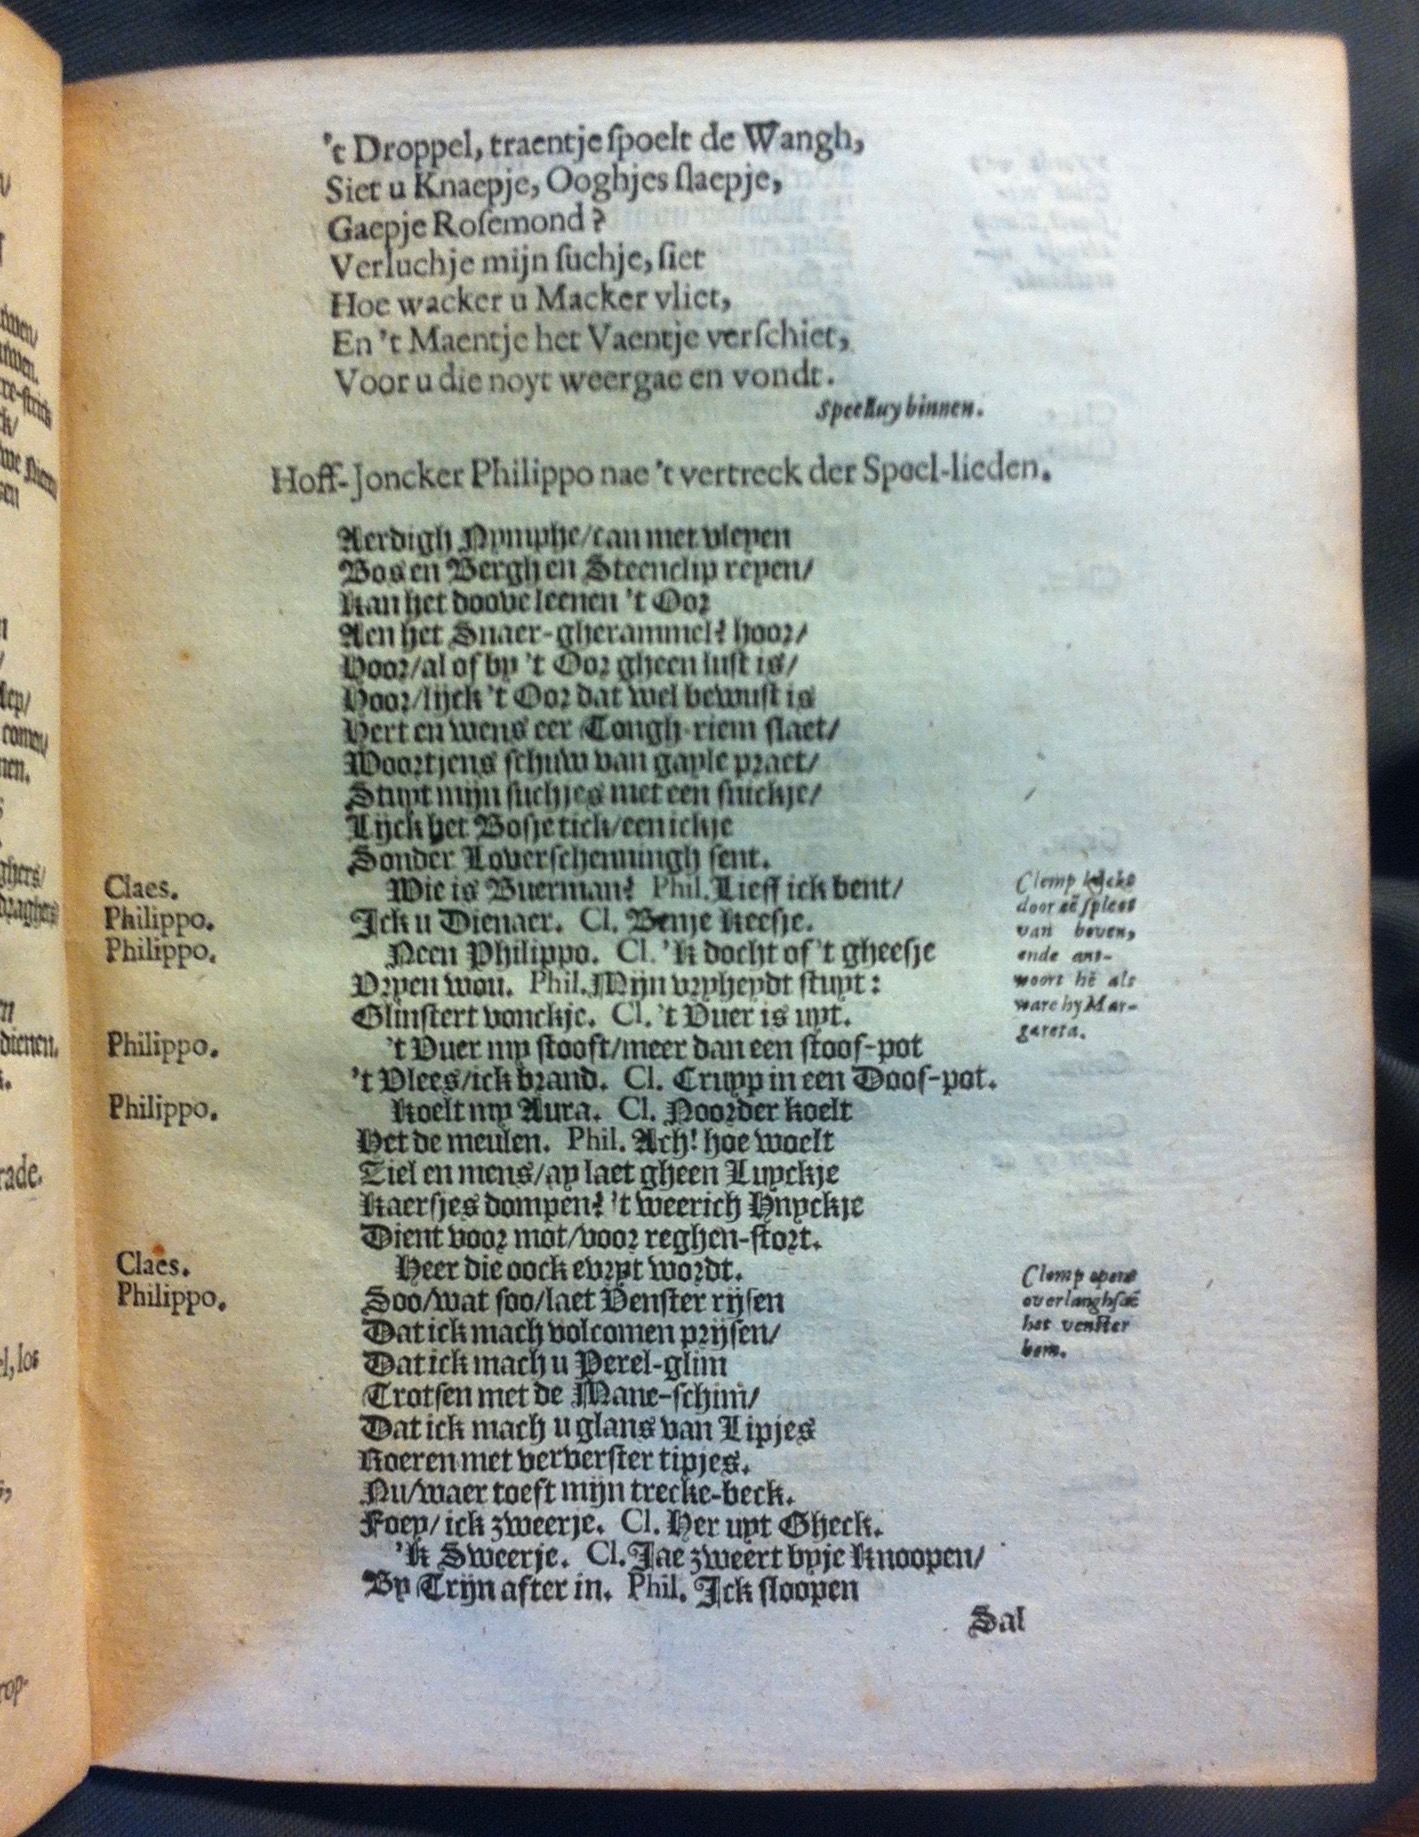 't Droppel, traentje spoelt de Wangh,
Siet u Knaepje, Ooghjes slaepje,
Gaepje Rosemond?
Verluchje mijn suchje, siet
Hoe wacker u Macker vliet,
En 't Maentje het Vaentje verschiet,
Voor u die noyt weergae en vondt.
Speelluy binnen.
Hoff-Joncker Philippo nae 't vertreck der Speel-lieden.
Aerdigh Nymphe/can met vleyen
Bos en Bergh en Steenclip reyen/
Kan het doove leenen 't Oor
Aen het Snaer-gherammel? hoor/
Hoor/al of by 't Oor gheen lust is/
Hoor/lijck 't Oor dat wel bewust is
Hert en wens eer Tongh-riem slaet/
Woortjens schuw van gayle praet/
Stuyt mijn suchjes met een snickje/
Lijck het Bosje tick/een ickje
Sonder Loverschenningh sent.
Claes. Wie is Buerman? Phil. Lieff ick bent/
Philippo. Ick u Dienaer. Cl. Benje Keesje.
Philippo. Neen Philippo. Cl. 'k docht of 't gheesje
Vryen wou. Phil. Mijn vryheydt stuyt:
Glinstert vonckje. Cl. 't Vuer is uyt.
Philippo. 't Vuer my stooft/meer dan een stoof-pot
't Vlees/ick brand. Cl. Cruyp in een Doof-pot.
Philippo. Koelt my Aura. Cl. Noorder koelt
Het de meulen. Phil. Ach! hoe woelt
Ziel en mens/ay laet gheen Luyckje
Kaersjes dompen? 't weerich Huyckje
Dient voor mot/voor reghen-stort.
Claes. Heer die oock evryt wordt.
Philippo. Soo/wat soo/laet Venster rijsen
Dat ick mach volcomen prijsen/
Dat ick mach u Perel-glim
Trotsen met de Mane-schim/
Dat ick mach u glans van Lipjes
Roeren met ververster tipjes.
Nu/waer toeft mijn trecke-beck.
Foey/ick zweerje. Cl. Her uyt Gheck.
'k Sweerje. Cl. Jae zweert byje Knoopen/
By Trijn after in. Phil. Ick sloopen
Sal
Clemp kijckt
door eē spleet
van boven,
ende ant-
woort hē als
ware hy Mar-
gareta.
Clemp opent
overlanghsaē
het venster